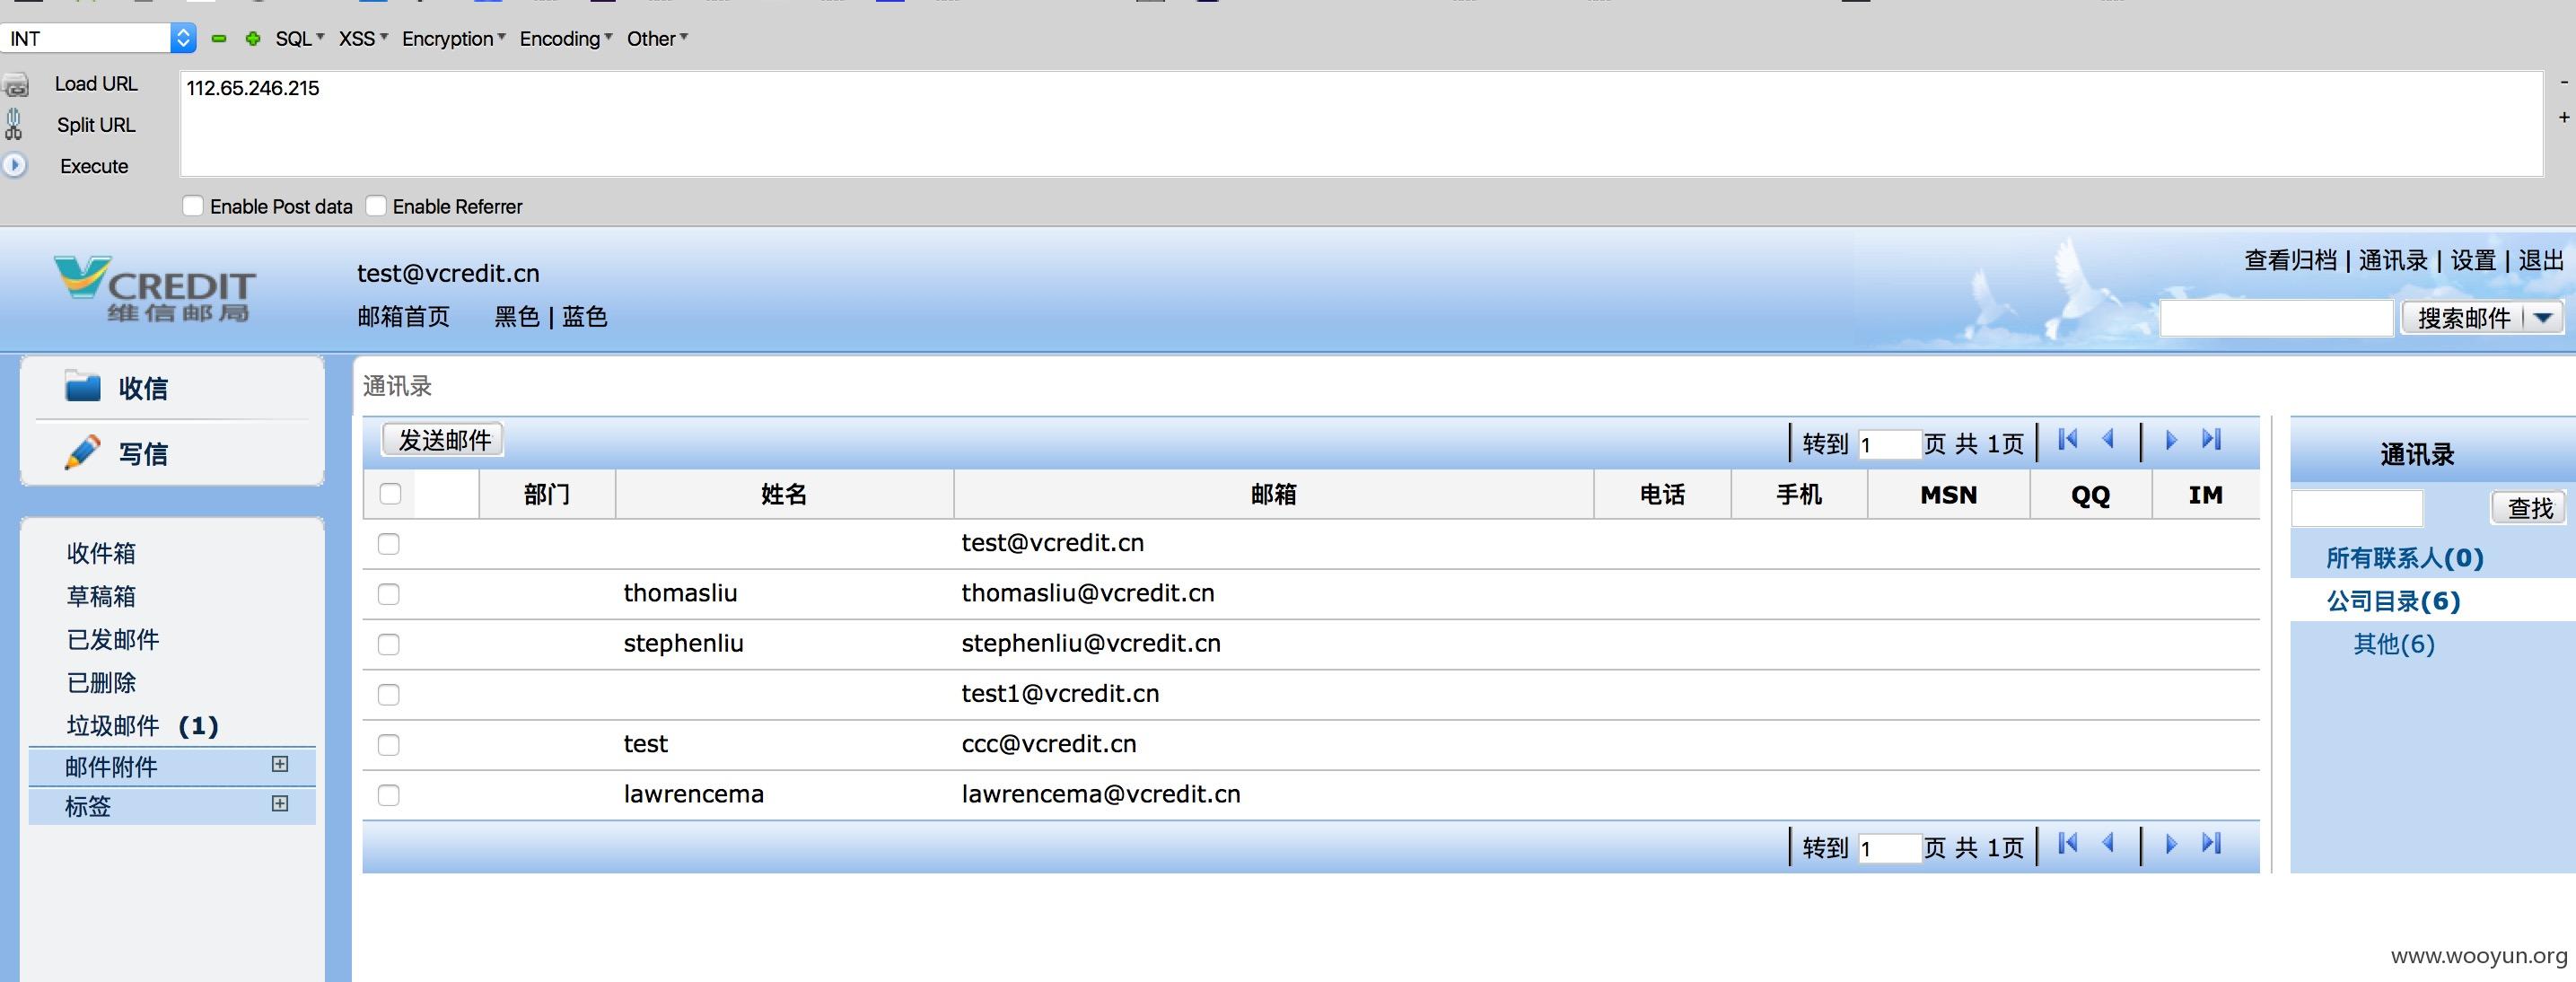 INT SQL XSS Encryption Encoding Other
Load URL
112.65.246.215
-
Split URL
+
Execute
Enable Post data Enable Referrer
VCREDIT
维信邮局
test@vcredit.cn
邮箱首页 黑色 | 蓝色
查看归档 | 通讯录 | 设置 | 退出
搜索邮件
收信
写信
收件箱
草稿箱
已发邮件
已删除
垃圾邮件 (1)
邮件附件
标签
通讯录
发送邮件 转到 1 页 共 1页
部门 姓名 邮箱 电话 手机 MSN QQ IM
test@vcredit.cn
thomasliu thomasliu@vcredit.cn
stephenliu stephenliu@vcredit.cn
test1@vcredit.cn
test ccc@vcredit.cn
lawrencema lawrencema@vcredit.cn
转到 1 页 共 1页
通讯录
查找
所有联系人(0)
公司目录(6)
其他(6)
www.wooyun.org